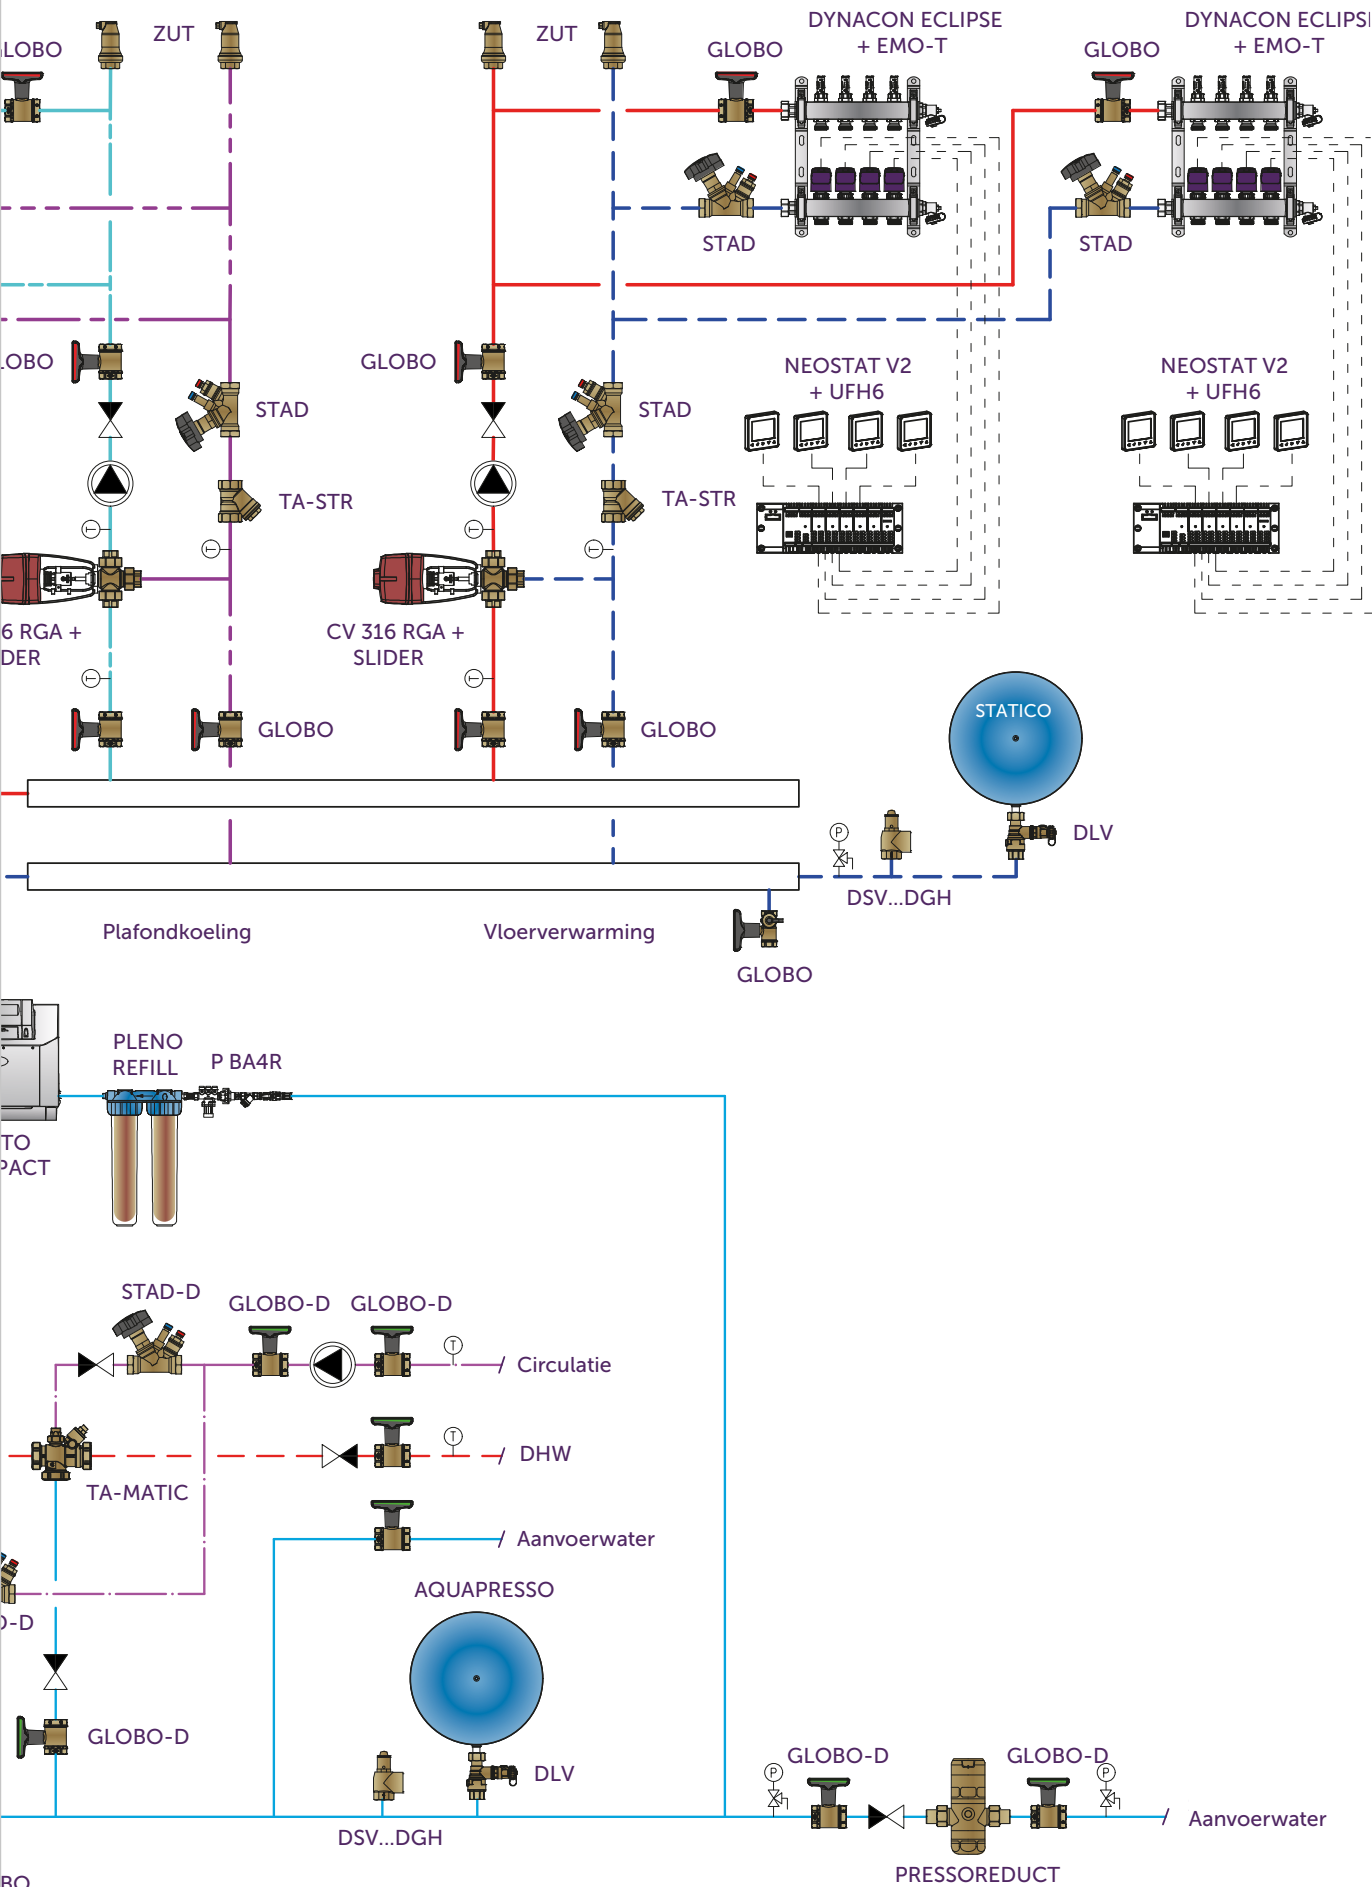 ZUT
ZUT
DYNACON ECLIPSE
+ EMO-T
DYNACON ECLIPSE
+ EMO-T
GLOBO
GLOBO
GLOBO
STAD
STAD
LOBO
GLOBO
NEOSTAT V2
+ UFH6
NEOSTAT V2
+ UFH6
STAD
STAD
TA-STR
TA-STR
T
T
T
T
6 RGA +
DER
CV 316 RGA +
SLIDER
T
T
GLOBO
GLOBO
STATICO
P
DLV
DSV...DGH
Plafondkoeling
Vloerverwarming
GLOBO
PLENO
REFILL
P BA4R
TO
PACT
STAD-D
GLOBO-D
GLOBO-D
T
Circulatie
T
DHW
TA-MATIC
Aanvoerwater
AQUAPRESSO
O-D
GLOBO-D
DLV
GLOBO-D
GLOBO-D
P
P
DSV...DGH
Aanvoerwater
PRESSOREDUCT
BO